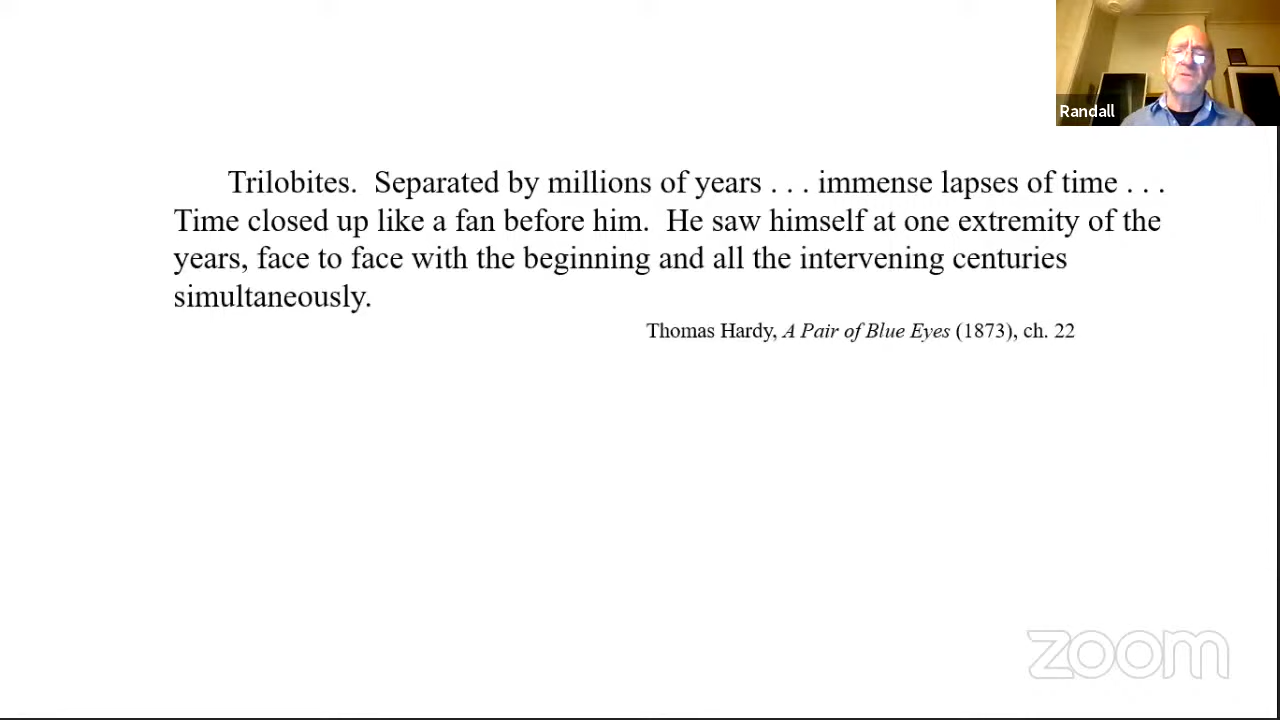 Randall
Trilobites. Separated by millions of years . . . immense lapses of time . . .
Time closed up like a fan before him. He saw himself at one extremity of the
years, face to face with the beginning and all the intervening centuries
simultaneously.
Thomas Hardy, A Pair of Blue Eyes (1873), ch. 22
zoom